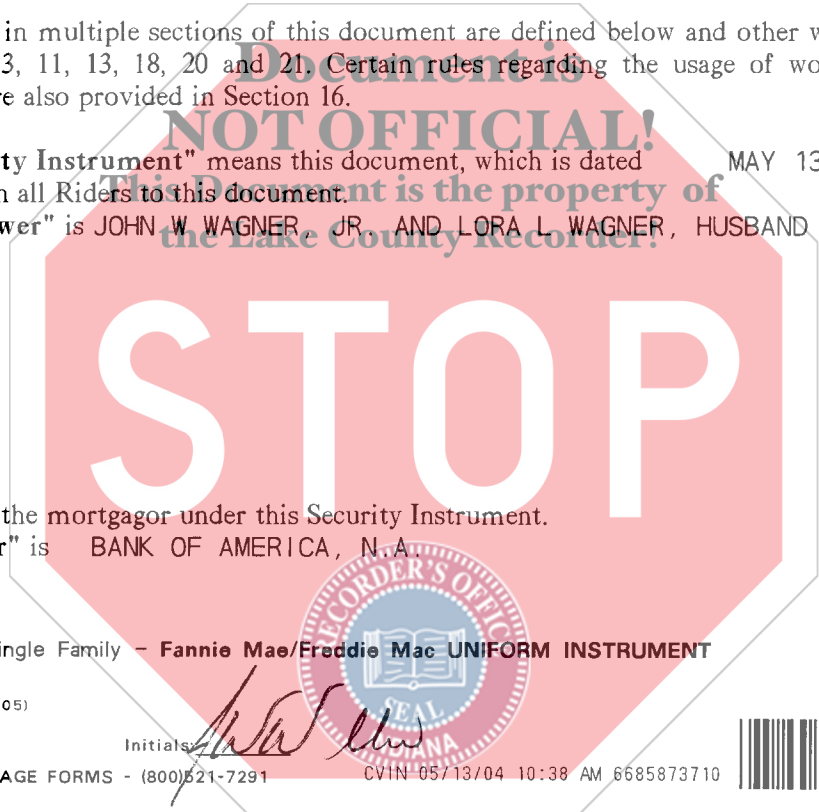 in multiple sections of this document are defined below and other w
3, 11, 13, 18, 20 and 21. Certain rules regarding the usage of wo
e also provided in Section 16.
Document is
NOT OFFICIAL!
This Document is the property of
the Lake County Recorder!
ty Instrument" means this document, which is dated MAY 13
n all Riders to this document.
wer" is JOHN W WAGNER, JR. AND LORA L WAGNER, HUSBAND
STOP
the mortgagor under this Security Instrument.
r" is BANK OF AMERICA, N.A.
RECORDER'S OFFIC
SEAL
INDIANA
ingle Family - Fannie Mae/Freddie Mac UNIFORM INSTRUMENT
05)
Initials:
AGE FORMS - (800)521-7291
CVIN 05/13/04 10:38 AM 6685873710